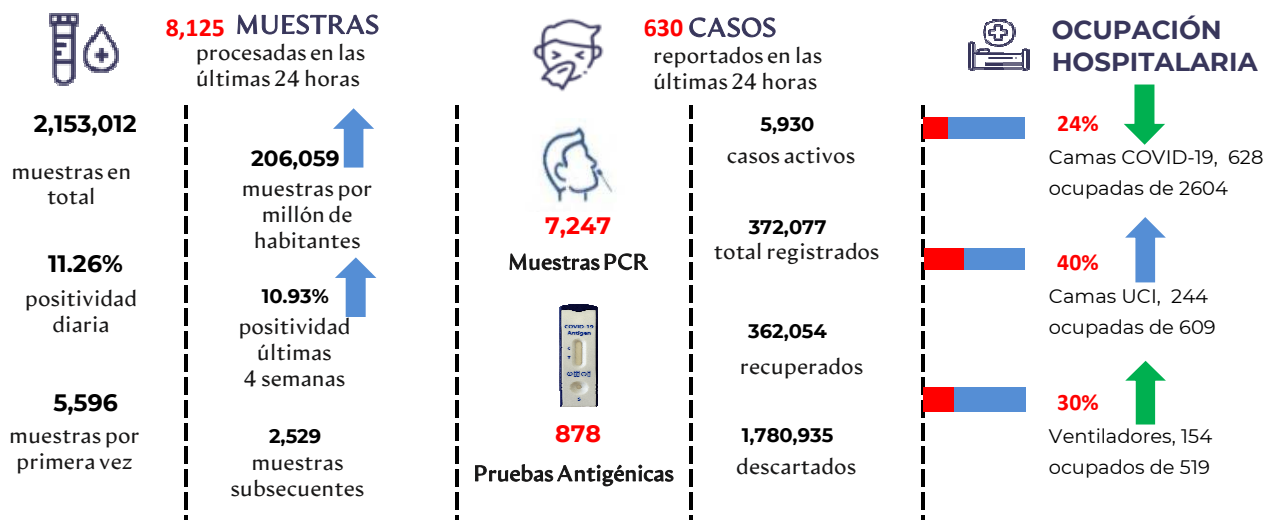 8,125 MUESTRAS
procesadas en las
últimas 24 horas
2,153,012
muestras en
total
11.26%
positividad
diaria
5,596
muestras por
primera vez
206,059
muestras por
millón de
habitantes
10.93%
positividad
últimas
4 semanas
2,529
muestras
subsecuentes
630 CASOS
reportados en las
últimas 24 horas
7,247
Muestras PCR
COVID-19
Antigen
C
T
S
878
Pruebas Antigénicas
5,930
casos activos
372,077
total registrados
362,054
recuperados
1,780,935
descartados
OCUPACIÓN
HOSPITALARIA
24%
Camas COVID-19, 628
ocupadas de 2604
40%
Camas UCI, 244
ocupadas de 609
30%
Ventiladores, 154
ocupados de 519